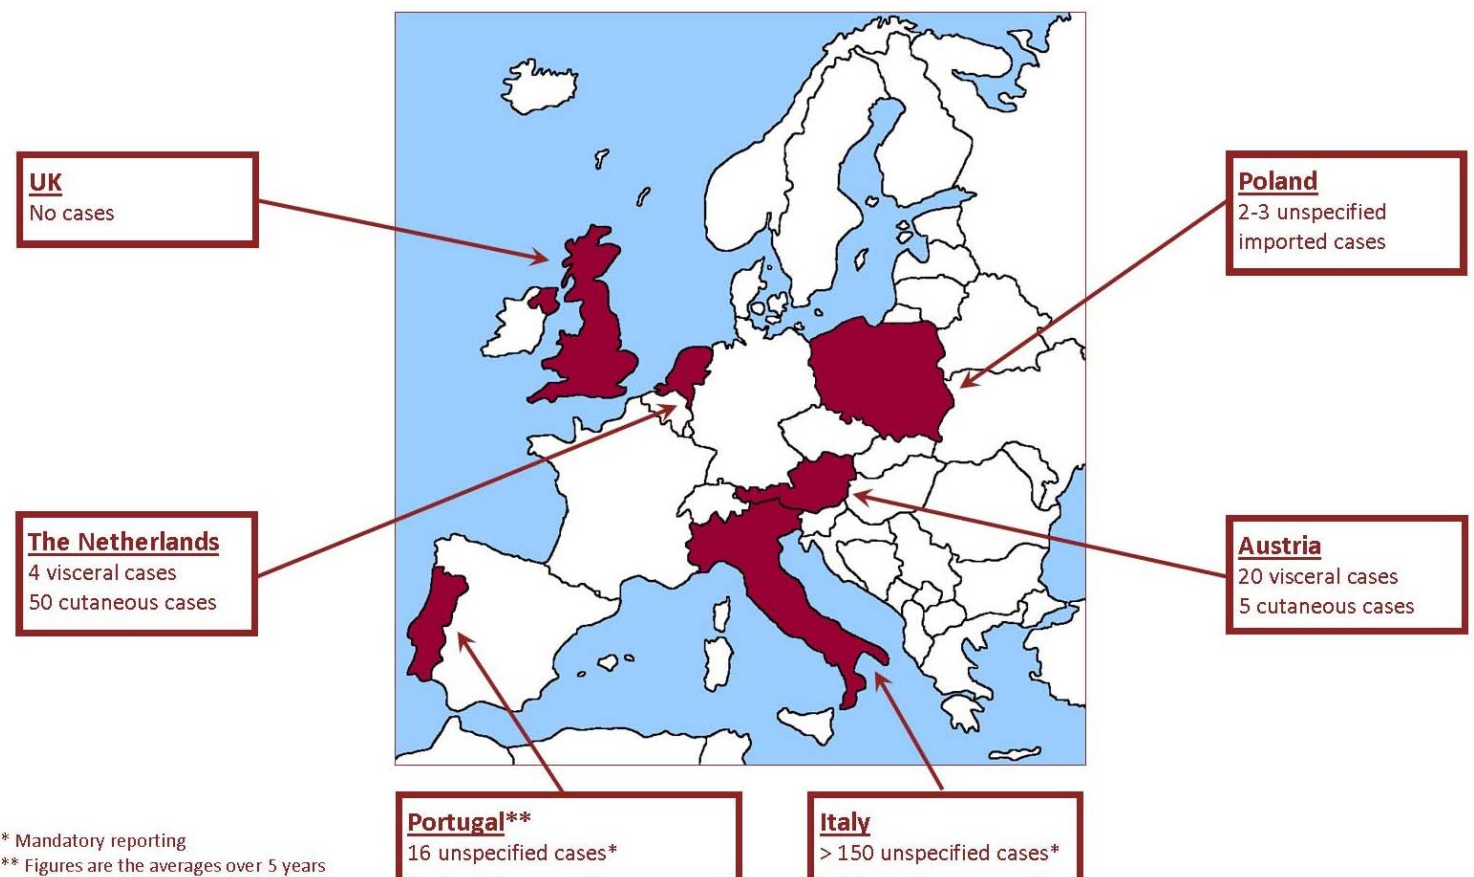 UK
No cases
Poland
2-3 unspecified
imported cases
The Netherlands
4 visceral cases
50 cutaneous cases
Austria
20 visceral cases
5 cutaneous cases
Portugal**
16 unspecified cases*
Italy
> 150 unspecified cases*
* Mandatory reporting
** Figures are the averages over 5 years